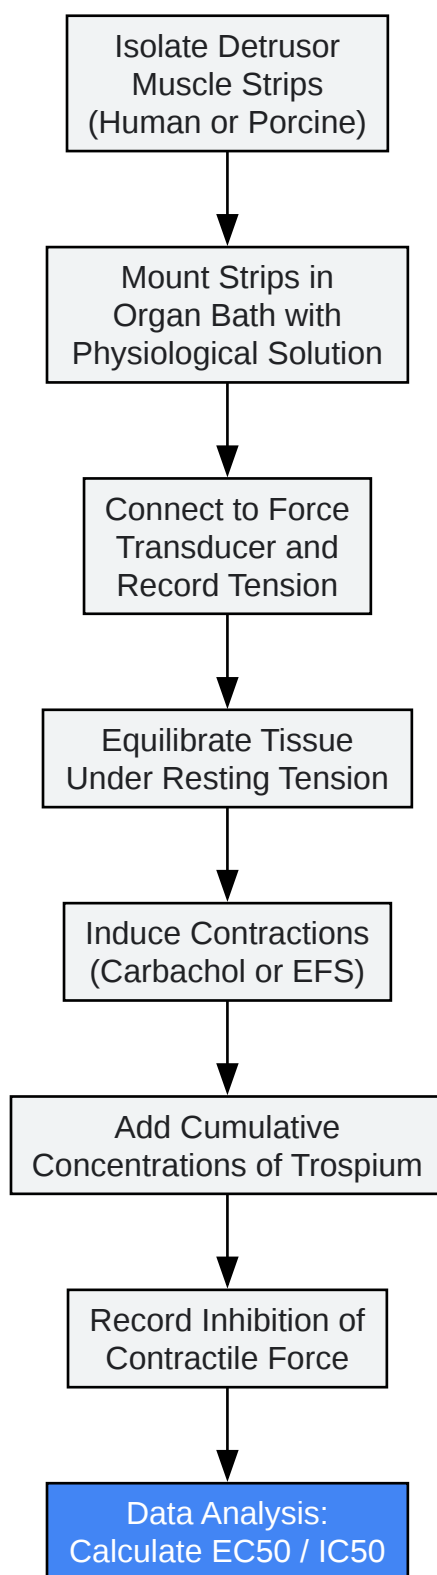 Isolate Detrusor
Muscle Strips
(Human or Porcine)
Mount Strips in
Organ Bath with
Physiological Solution
Connect to Force
Transducer and
Record Tension
Equilibrate Tissue
Under Resting Tension
Induce Contractions
(Carbachol or EFS)
Add Cumulative
Concentrations of Trospium
Record Inhibition of
Contractile Force
Data Analysis:
Calculate EC50 / IC50